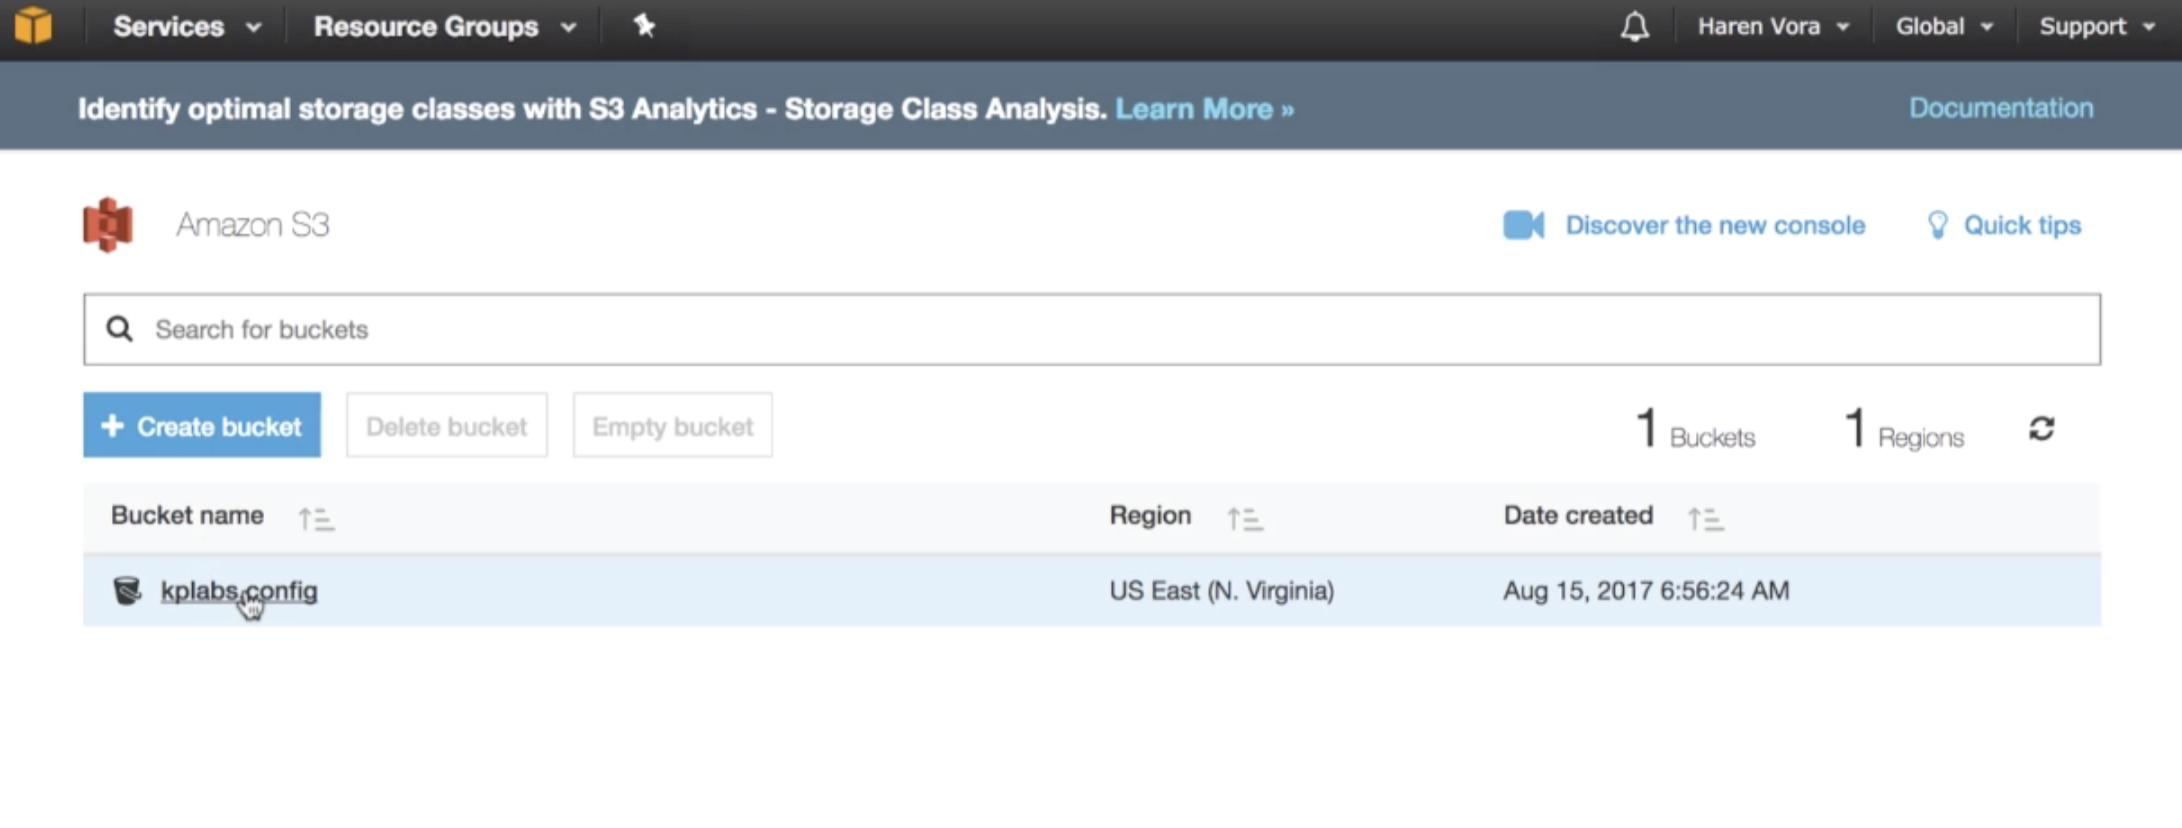 Services Resource Groups Haren Vora Global Support
Identify optimal storage classes with S3 Analytics - Storage Class Analysis. Learn More » Documentation
Amazon S3 Discover the new console Quick tips
Search for buckets
+ Create bucket Delete bucket Empty bucket 1 Buckets 1 Regions
Bucket name Region Date created
kplabs.config US East (N. Virginia) Aug 15, 2017 6:56:24 AM